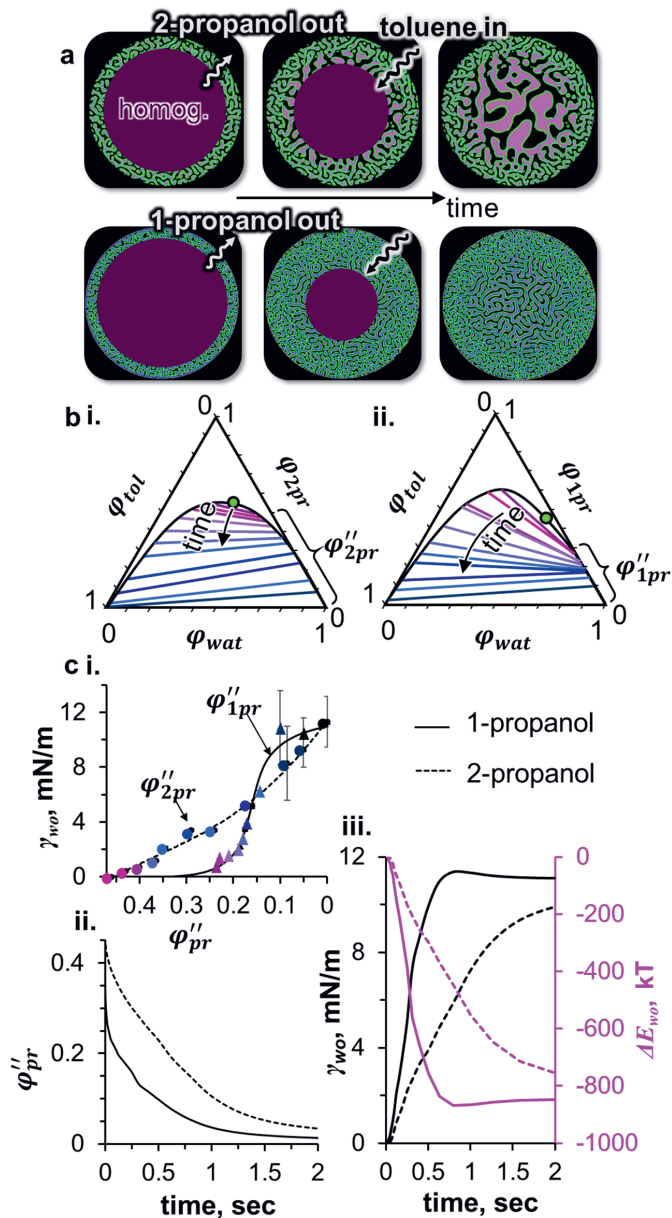 2-propanol out
toluene in
a
homog.
time
1-propanol out
b i.
ii.
0 1
0 1
φtol
φ2pr
φtol
φ1pr
time
time
φ''2pr
φ''1pr
1 0
1 0
0 φwat 1
0 φwat 1
c i.
12
8
4
0
γwo, mN/m
φ''1pr
φ''2pr
0.4 0.3 0.2 0.1 0
φ''pr
1-propanol
2-propanol
ii.
0.4
0.2
0
φ''pr
0 0.5 1 1.5 2
time, sec
iii.
12
8
4
0
γwo, mN/m
0
-200
-400
-600
-800
-1000
ΔEwo, kT
0 0.5 1 1.5 2
time, sec